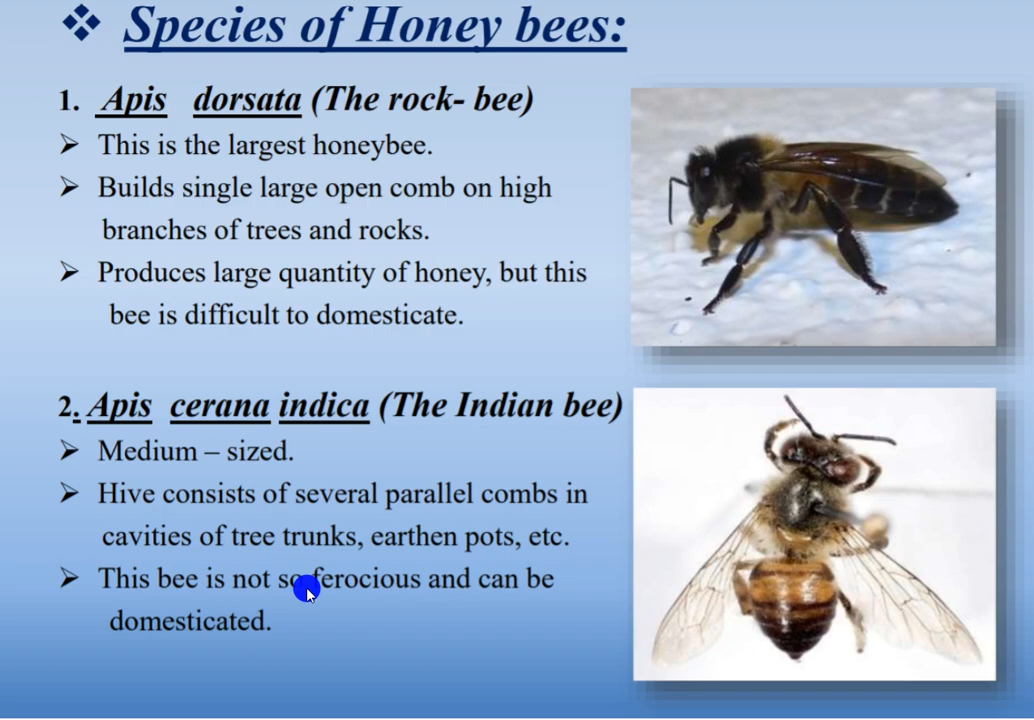 ❖ Species of Honey bees:
1. Apis dorsata (The rock- bee)
➢ This is the largest honeybee.
➢ Builds single large open comb on high
branches of trees and rocks.
➢ Produces large quantity of honey, but this
bee is difficult to domesticate.
2. Apis cerana indica (The Indian bee)
➢ Medium – sized.
➢ Hive consists of several parallel combs in
cavities of tree trunks, earthen pots, etc.
➢ This bee is not so ferocious and can be
domesticated.